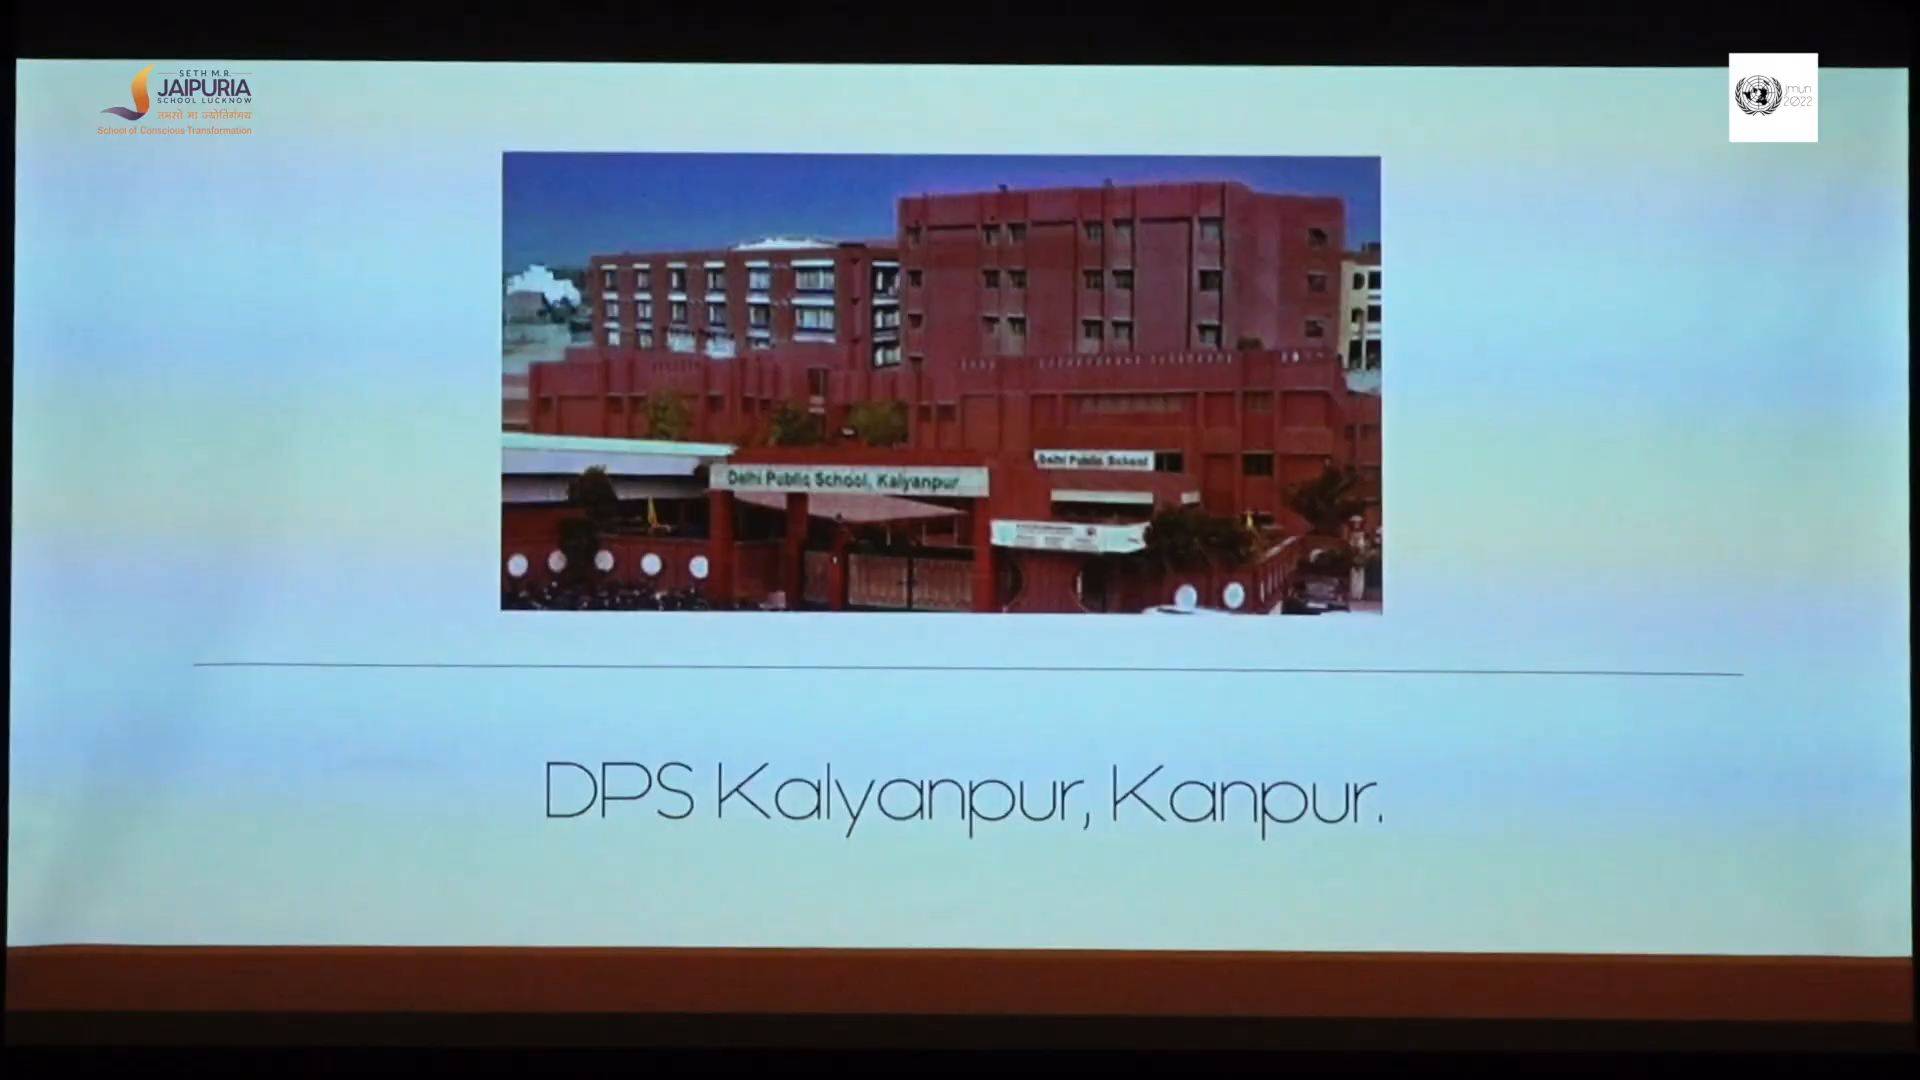 SETH M.R.
JAIPURIA
SCHOOL LUCKNOW
तमसो मा ज्योतिर्गमय
School of Conscious Transformation
jmun
2022
Delhi Public School
Delhi Public School, Kalyanpur
DPS Kalyanpur, Kanpur.